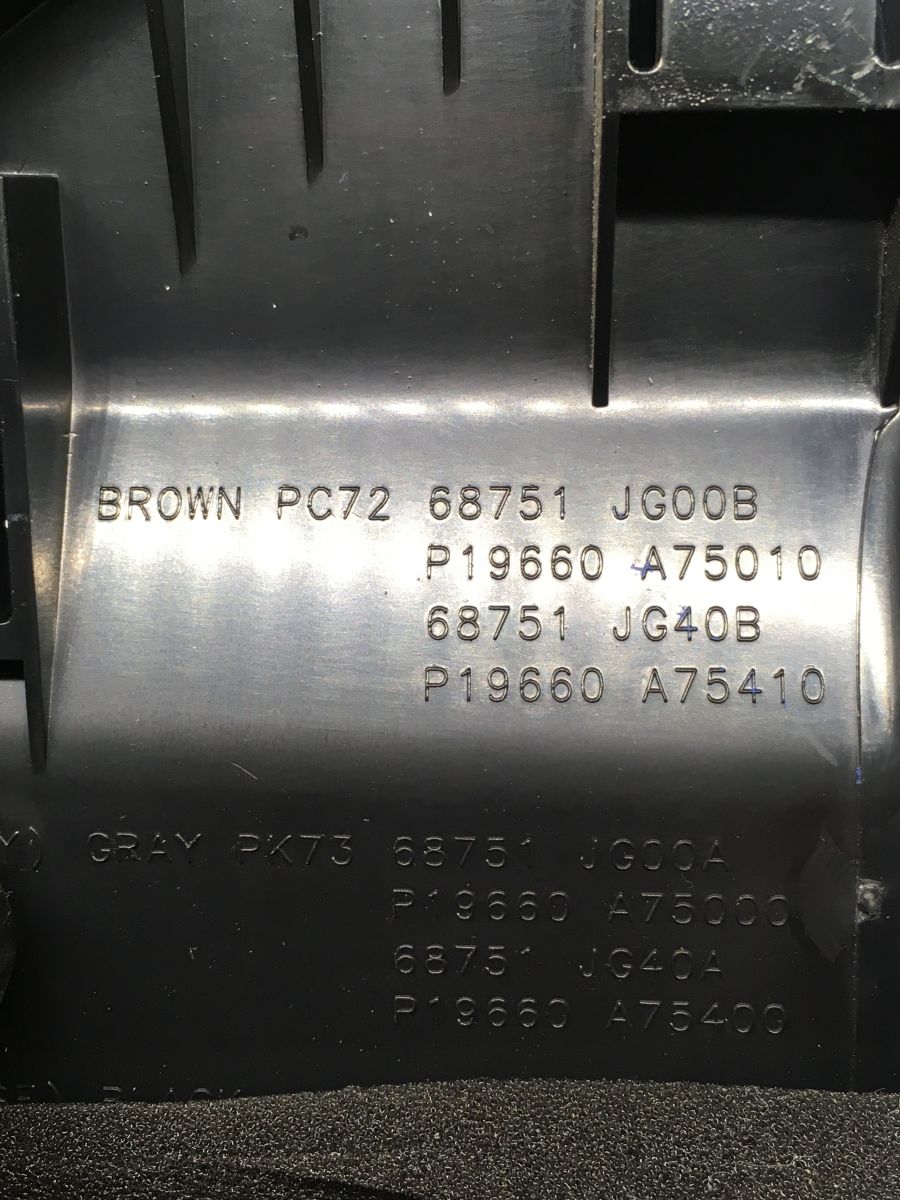 BROWN PC72 68751 JG00B
P19660 A75010
68751 JG40B
P19660 A75410
Y) GRAY PK73 68751 JG00A
P19660 A75000
68751 JG40A
P19660 A75400
BLACK